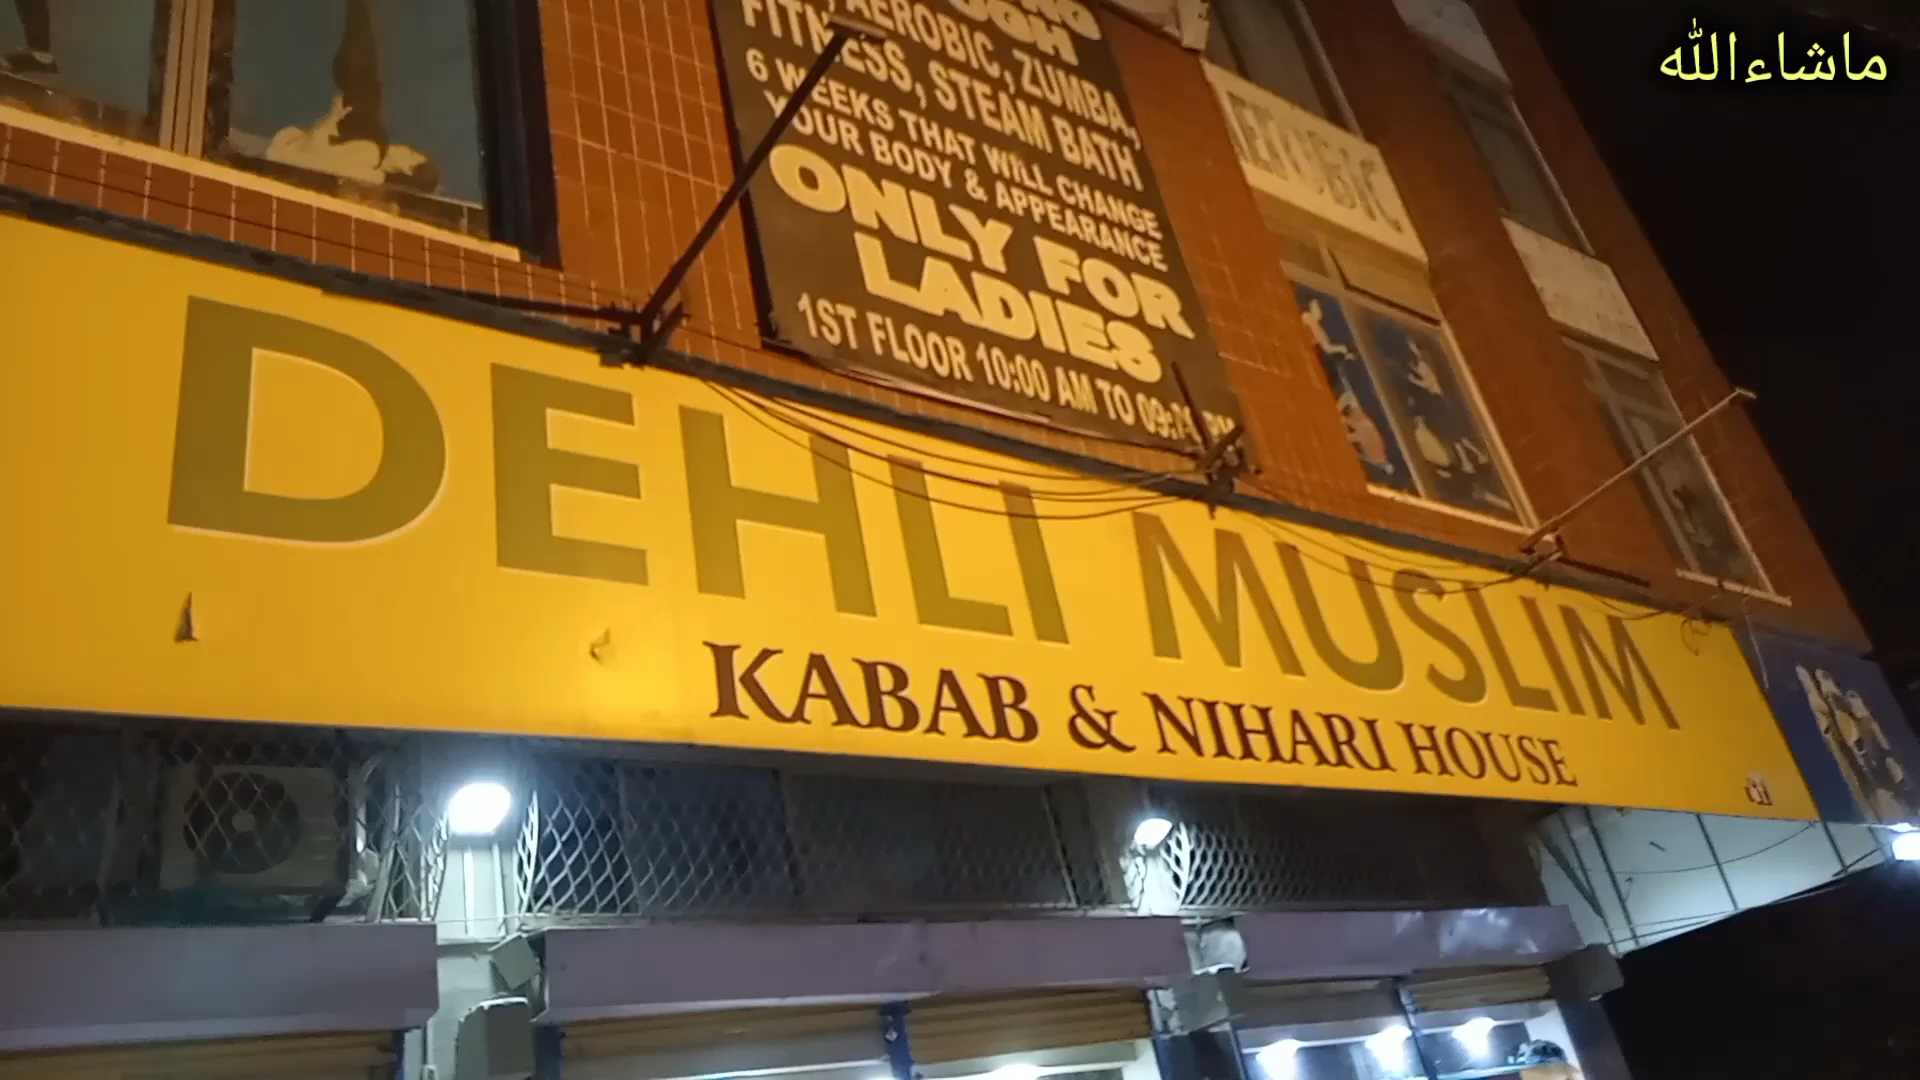 ماشاءالله
AEROBIC, ZUMBA,
FITNESS, STEAM BATH
6 WEEKS THAT WILL CHANGE
YOUR BODY & APPEARANCE
ONLY FOR
LADIES
1ST FLOOR 10:00 AM TO
DEHLI MUSLIM
KABAB & NIHARI HOUSE